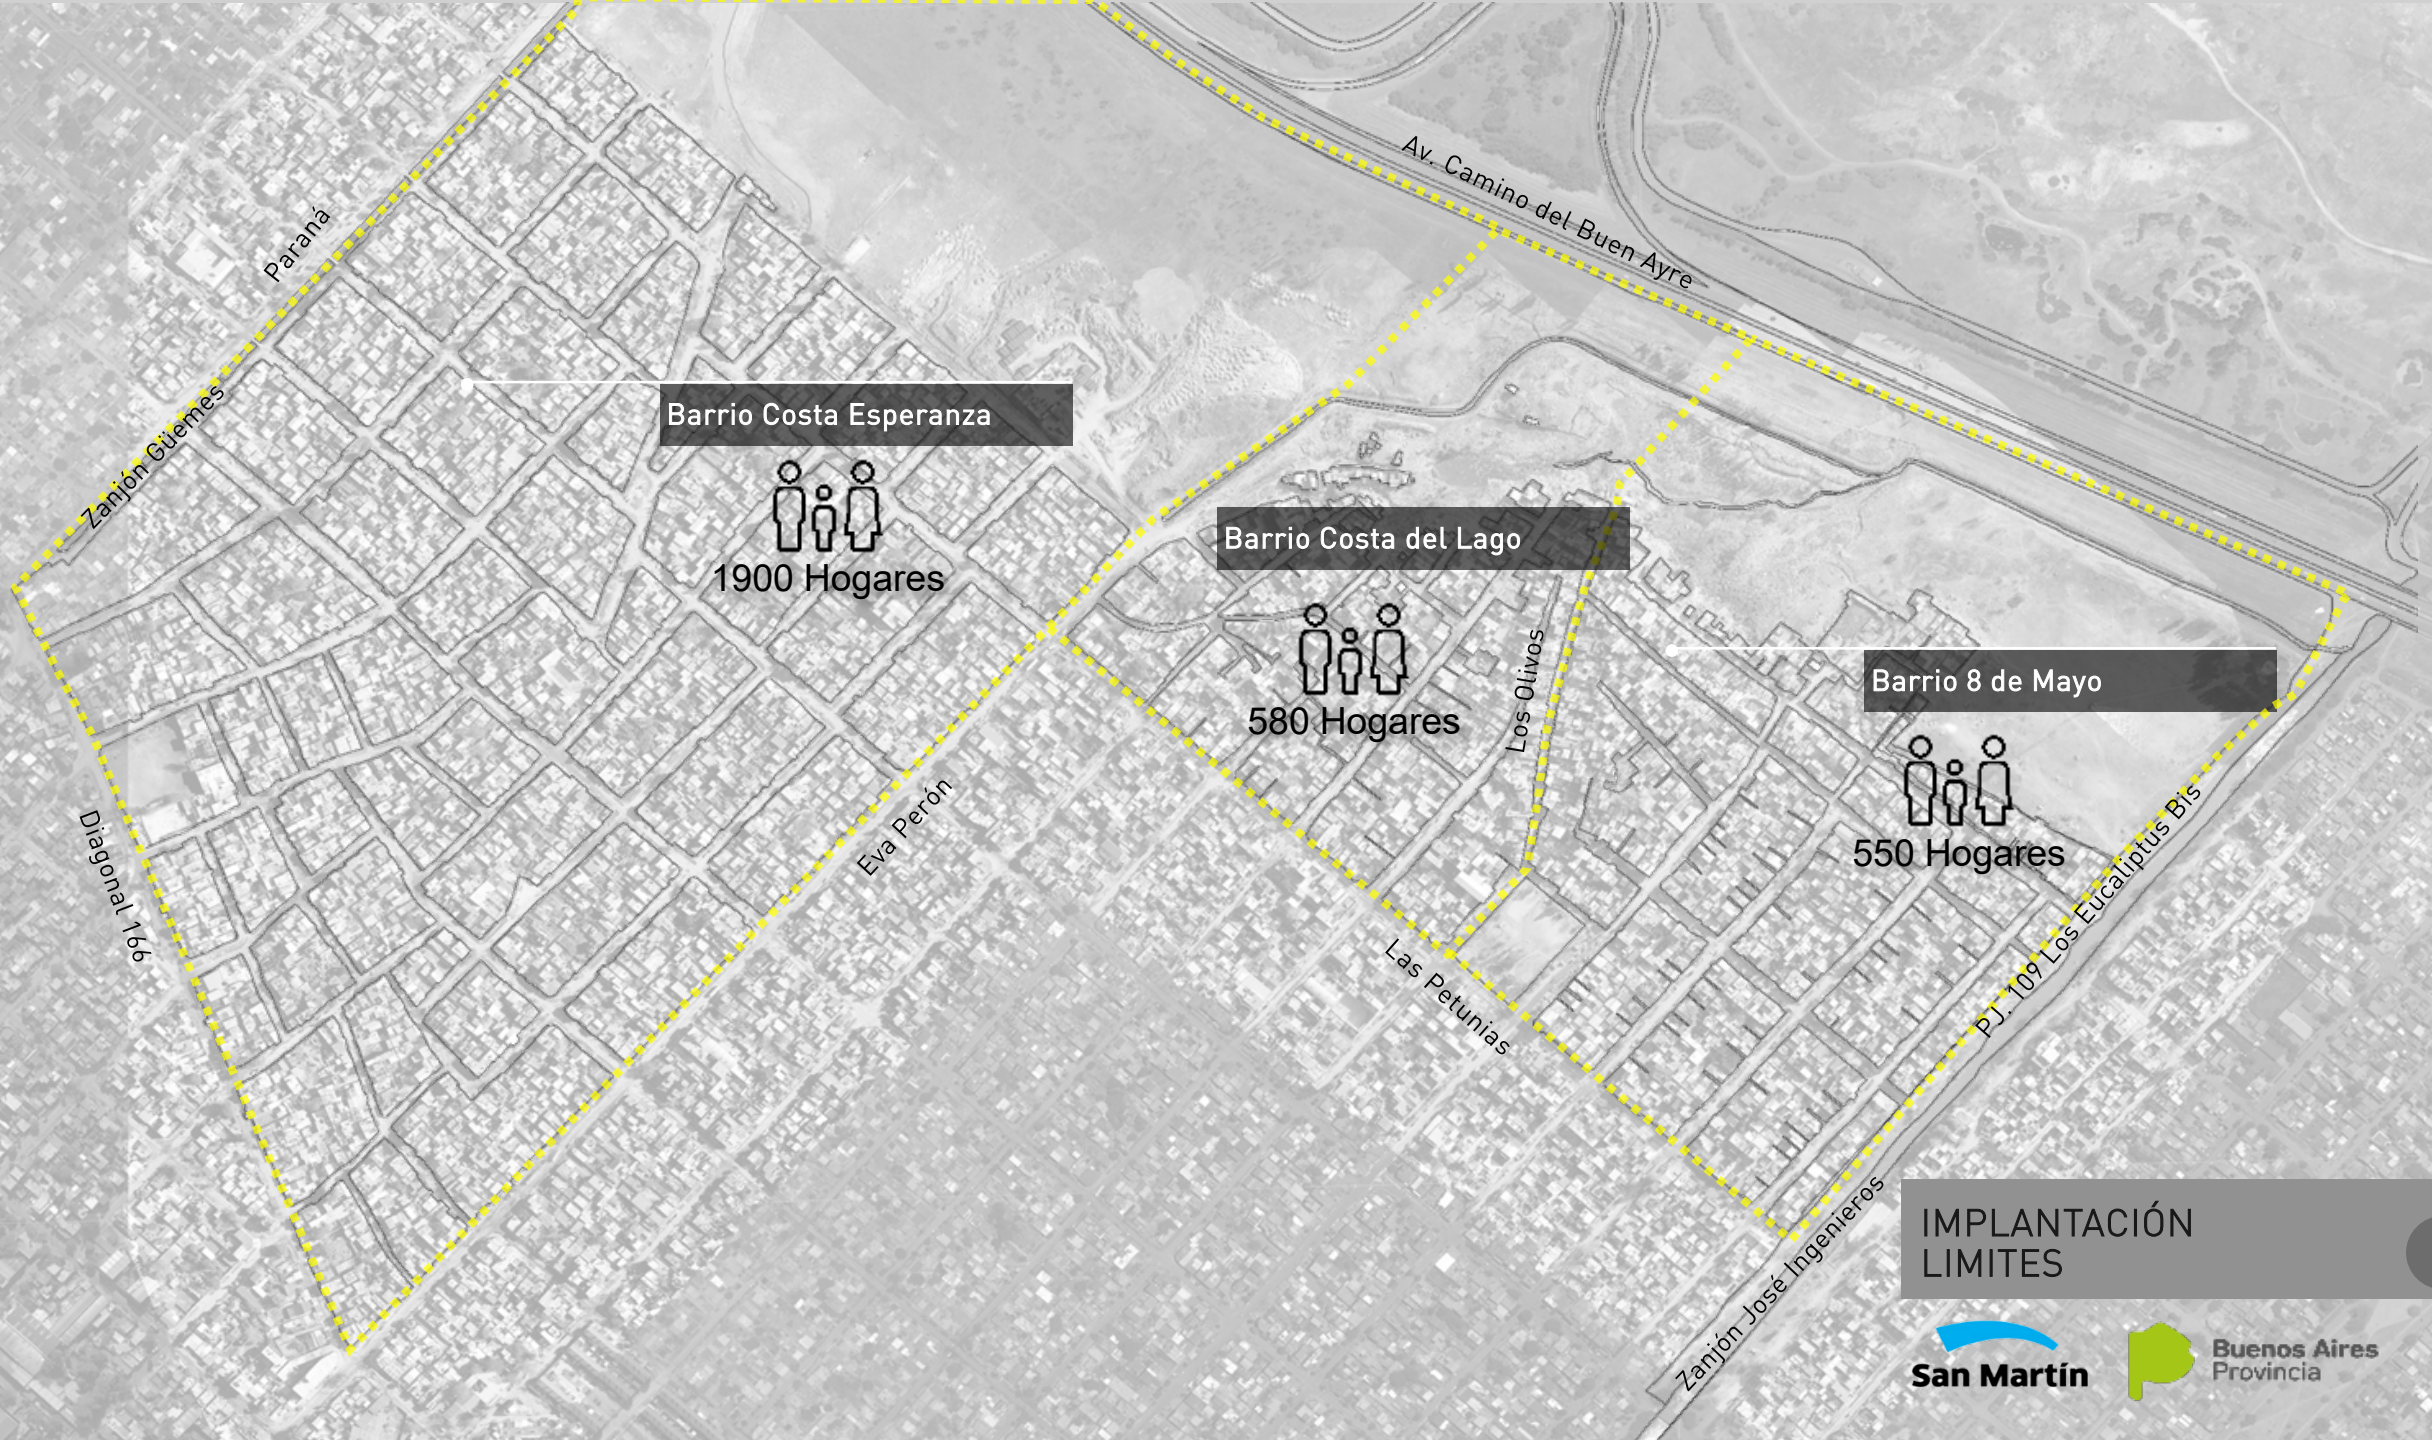 Av. Camino del Buen Ayre
Paraná
Zanjón Güemes
Barrio Costa Esperanza
1900 Hogares
Barrio Costa del Lago
580 Hogares
Los Olivos
Barrio 8 de Mayo
550 Hogares
Diagonal 166
Eva Perón
Las Petunias
PJ. 109 Los Eucaliptus Bis
Zanjón José Ingenieros
IMPLANTACIÓN
LIMITES
San Martín
Buenos Aires
Provincia